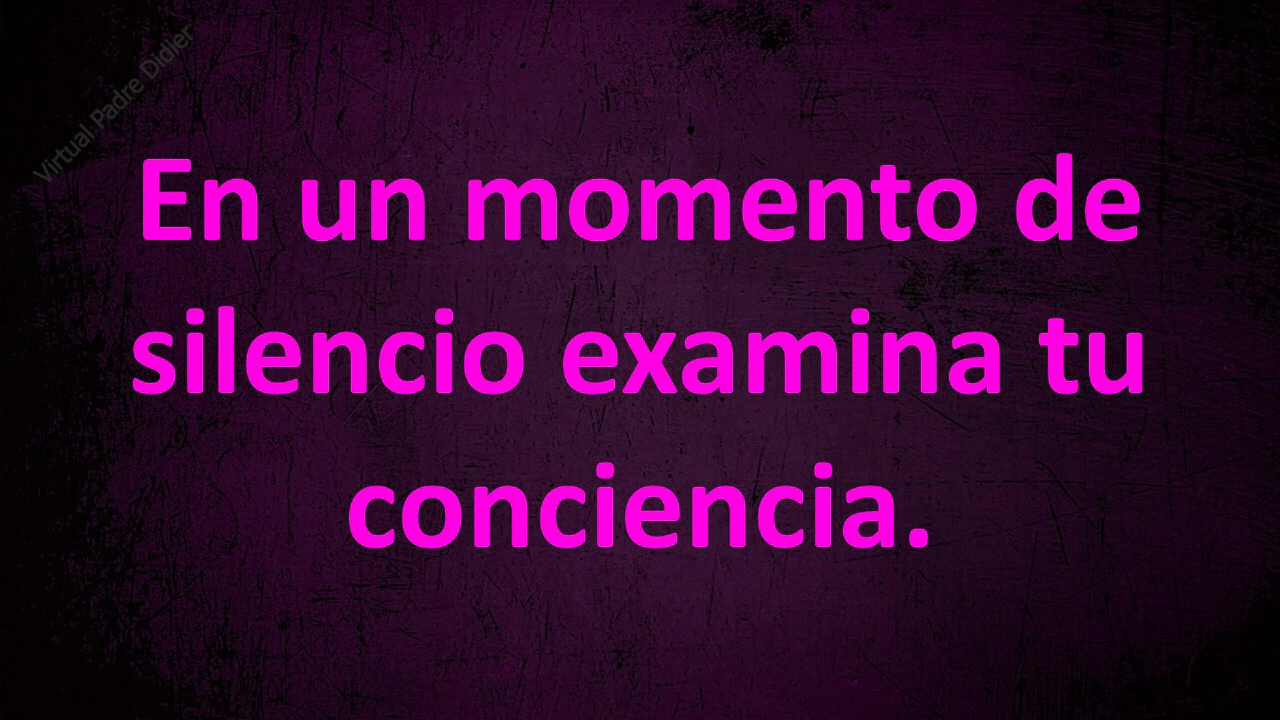 Virtual Padre Didier
En un momento de
silencio examina tu
conciencia.